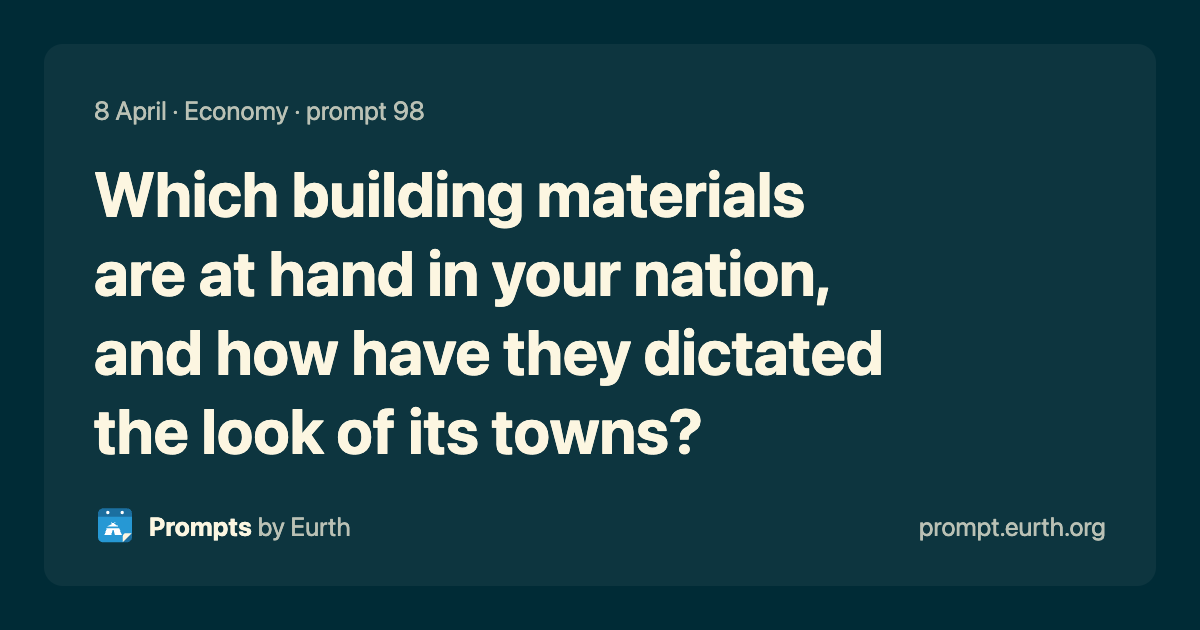 8 April · Economy · prompt 98
Which building materials
are at hand in your nation,
and how have they dictated
the look of its towns?
Prompts by Eurth
prompt.eurth.org